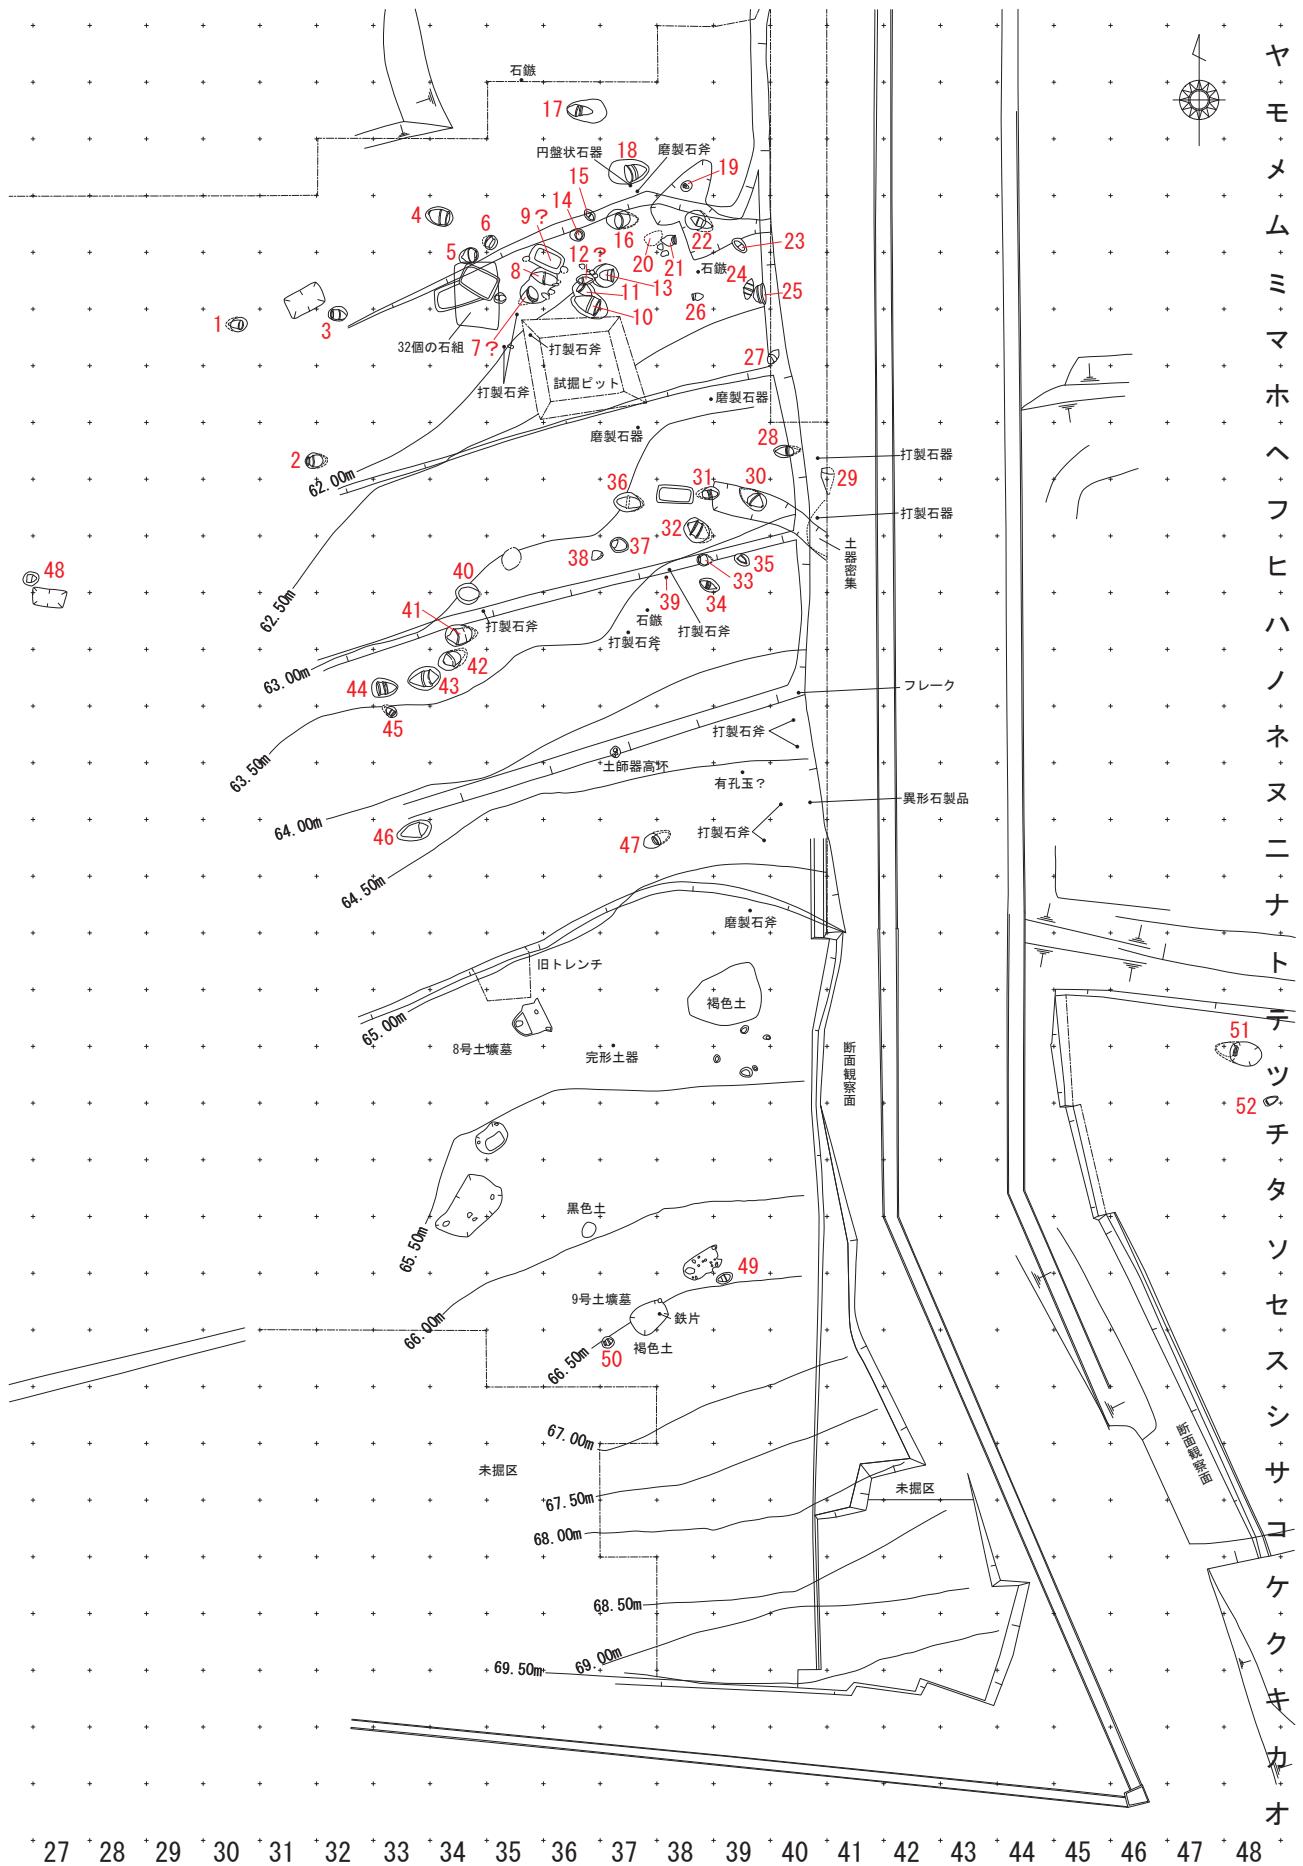 ヤ
モ
メ
ム
ミ
マ
ホ
ヘ
フ
ヒ
ハ
ノ
ネ
ヌ
ニ
ナ
ト
テ
ツ
チ
タ
ソ
セ
ス
シ
サ
コ
ケ
ク
キ
カ
オ
石鏃
17
円盤状石器
18
磨製石斧
19
15
14
4
6
9?
16
5
12?
20
21
22
23
石鏃
8
13
11
24
25
26
10
1
3
32個の石組
7?
打製石斧
27
打製石斧
試掘ピット
磨製石器
磨製石器
28
打製石器
2
62.00m
29
36
31
30
打製石器
32
土器密集
37
38
48
40
33
35
39
34
62.50m
41
打製石斧
石鏃
打製石斧
打製石斧
42
63.00m
44
43
フレーク
45
打製石斧
63.50m
土師器高坏
有孔玉?
異形石製品
64.00m
46
47
打製石斧
64.50m
磨製石斧
旧トレンチ
褐色土
65.00m
8号土壙墓
完形土器
断面観察面
51
52
65.50m
黒色土
49
9号土壙墓
鉄片
66.00m
66.50m
50
褐色土
67.00m
未掘区
断面観察面
67.50m
未掘区
68.00m
68.50m
69.50m
69.00m
27 28 29 30 31 32 33 34 35 36 37 38 39 40 41 42 43 44 45 46 47 48